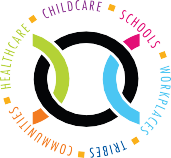 HEALTHCARE
CHILDCARE
SCHOOLS
WORKPLACES
TRIBES
COMMUNITIES